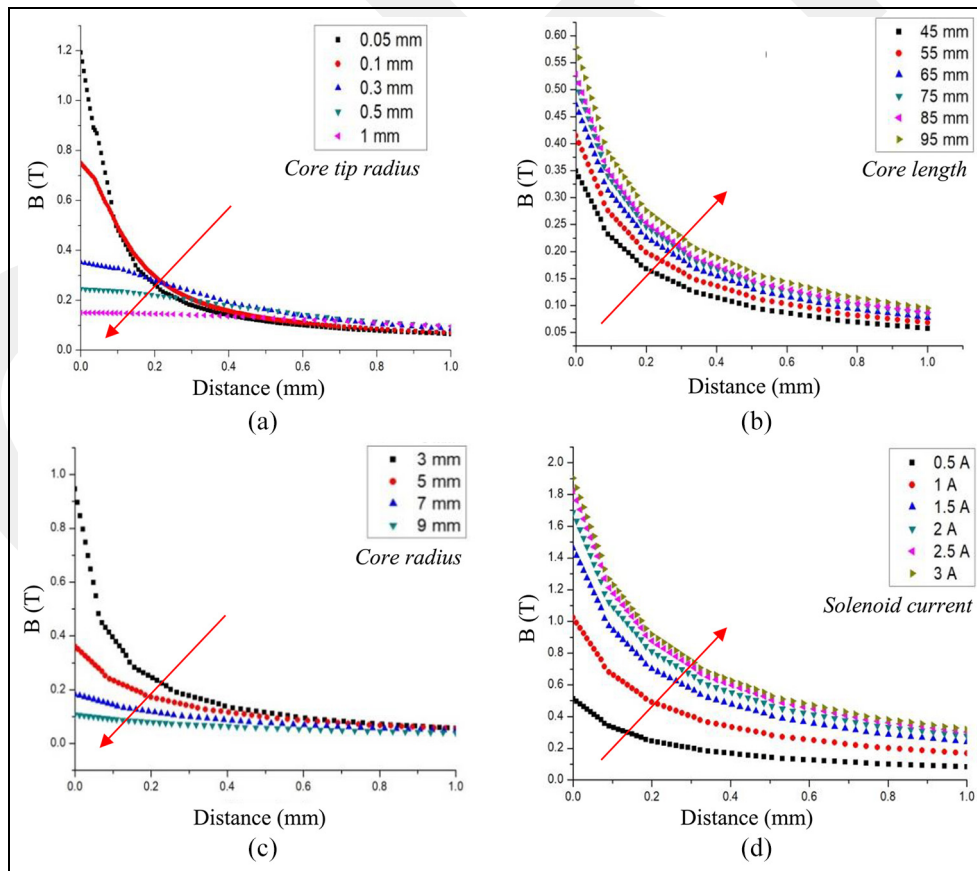 1.2
1.0
0.8
0.6
0.4
0.2
0.0
B (T)
0.05 mm
0.1 mm
0.3 mm
0.5 mm
1 mm
Core tip radius
0.0 0.2 0.4 0.6 0.8 1.0
Distance (mm)
(a)
0.60
0.55
0.50
0.45
0.40
0.35
0.30
0.25
0.20
0.15
0.10
0.05
B (T)
45 mm
55 mm
65 mm
75 mm
85 mm
95 mm
Core length
0.0 0.2 0.4 0.6 0.8 1.0
Distance (mm)
(b)
1.0
0.8
0.6
0.4
0.2
0.0
B (T)
3 mm
5 mm
7 mm
9 mm
Core radius
0.0 0.2 0.4 0.6 0.8 1.0
Distance (mm)
(c)
2.0
1.8
1.6
1.4
1.2
1.0
0.8
0.6
0.4
0.2
0.0
B (T)
0.5 A
1 A
1.5 A
2 A
2.5 A
3 A
Solenoid current
0.0 0.2 0.4 0.6 0.8 1.0
Distance (mm)
(d)